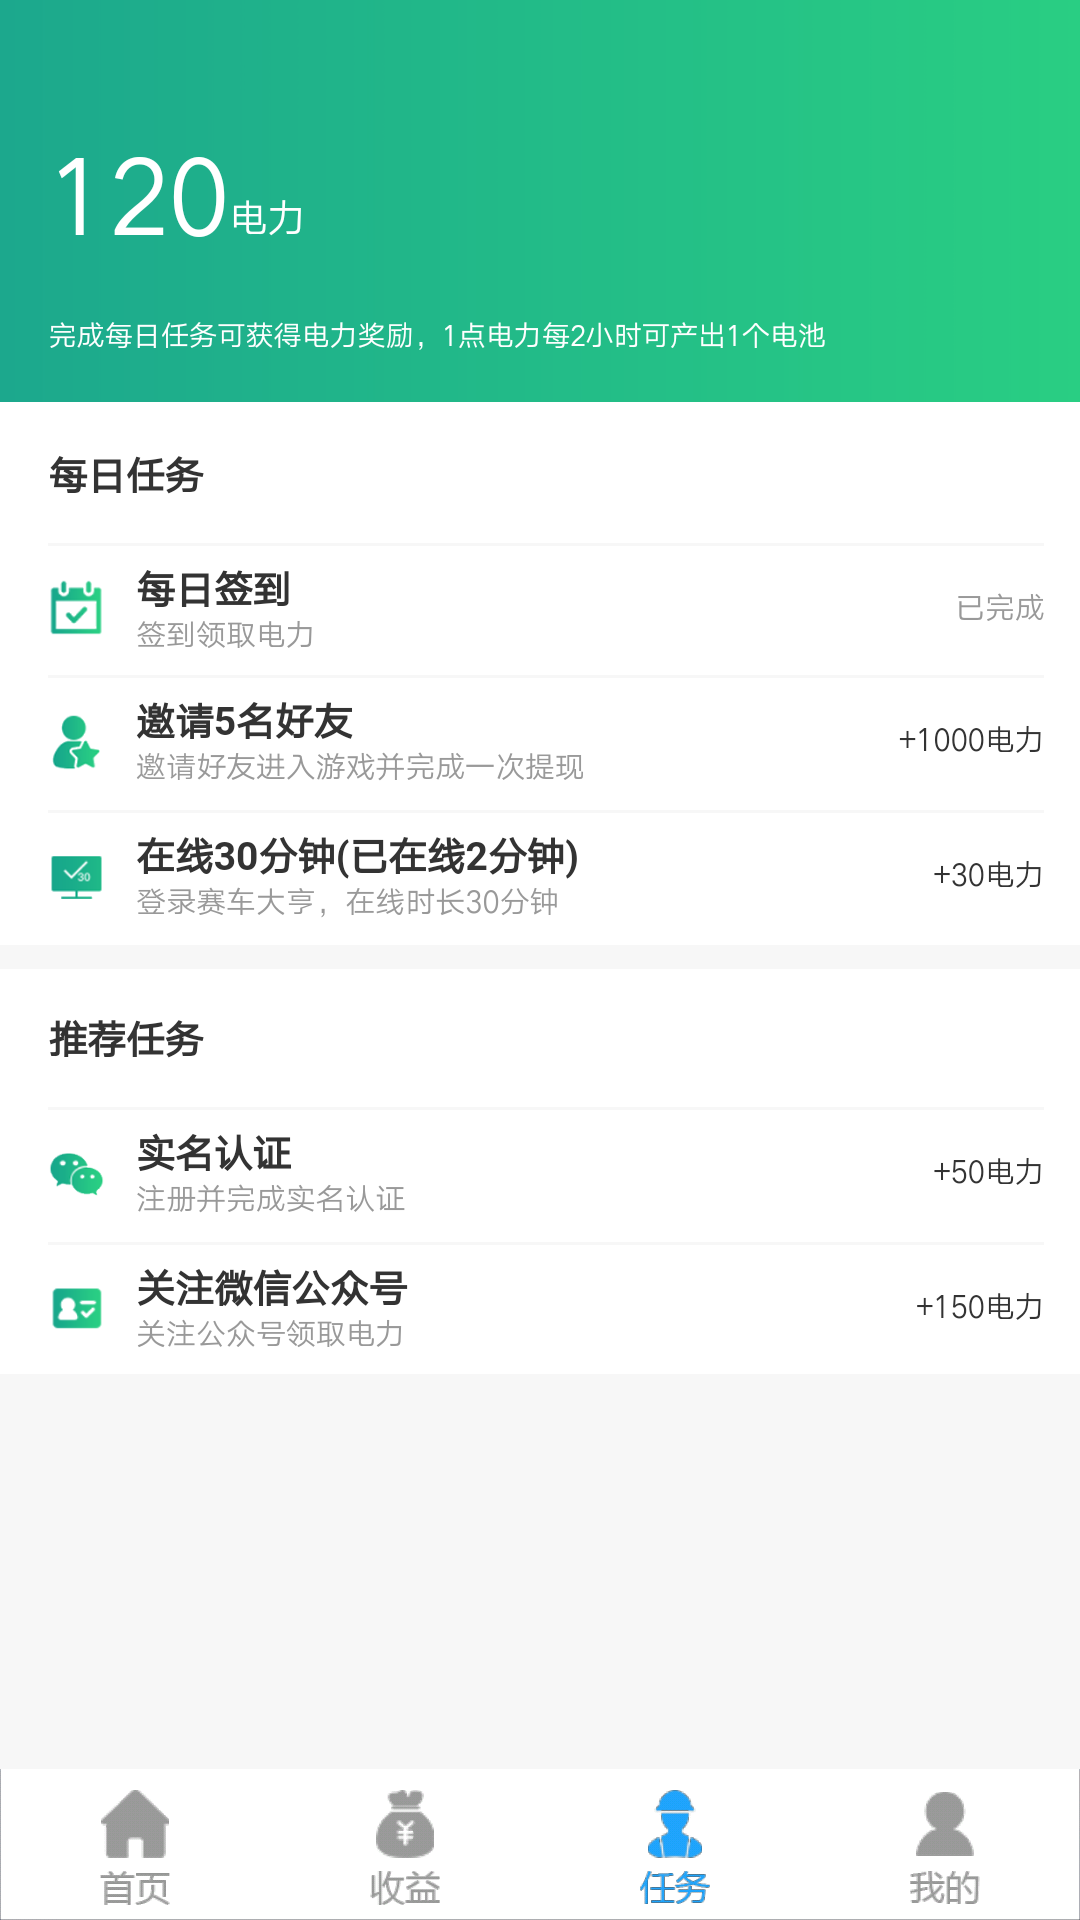 120电力
完成每日任务可获得电力奖励，1点电力每2小时可产出1个电池
每日任务
每日签到
签到领取电力
已完成
邀请5名好友
邀请好友进入游戏并完成一次提现
+1000电力
30
在线30分钟(已在线2分钟)
登录赛车大亨，在线时长30分钟
+30电力
推荐任务
实名认证
注册并完成实名认证
+50电力
关注微信公众号
关注公众号领取电力
+150电力
¥
首页
收益
任务
我的